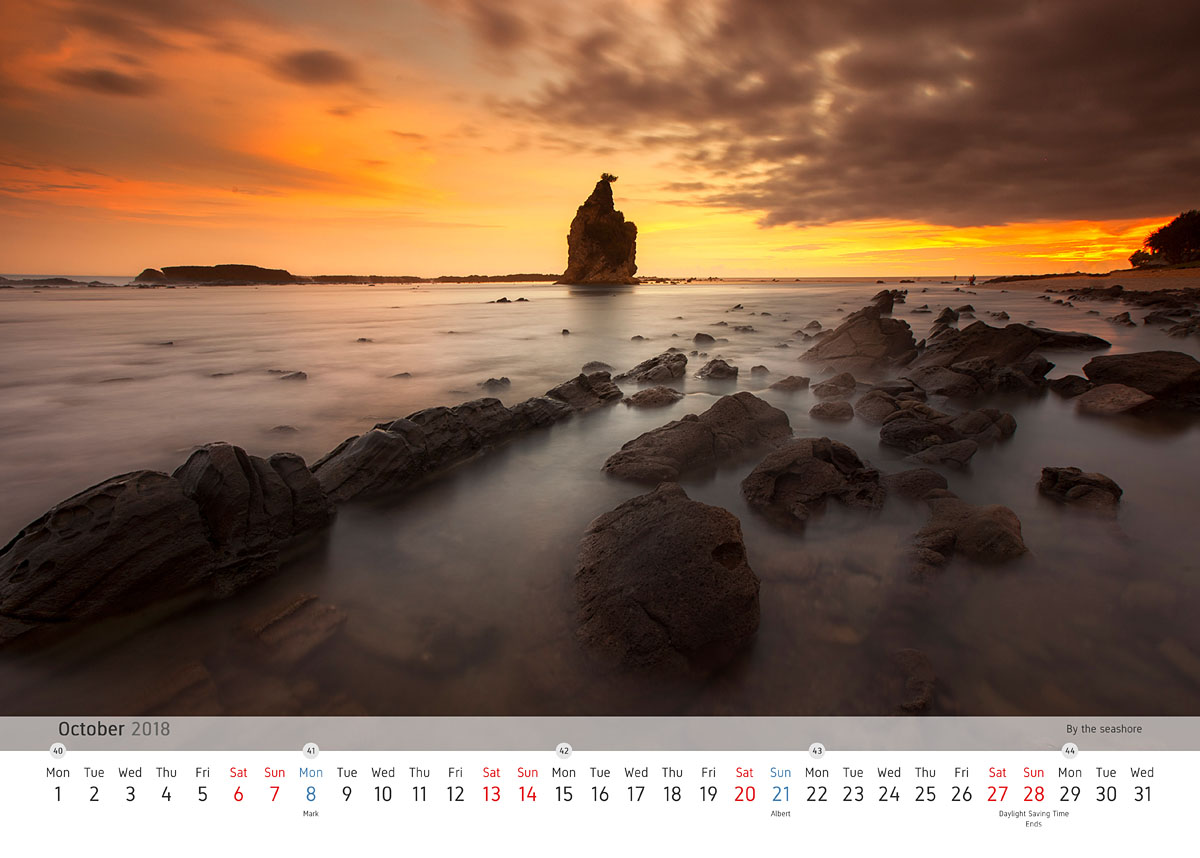 October 2018
By the seashore
40 41 42 43 44
Mon Tue Wed Thu Fri Sat Sun Mon Tue Wed Thu Fri Sat Sun Mon Tue Wed Thu Fri Sat Sun Mon Tue Wed Thu Fri Sat Sun Mon Tue Wed
1 2 3 4 5 6 7 8 9 10 11 12 13 14 15 16 17 18 19 20 21 22 23 24 25 26 27 28 29 30 31
Mark Albert Daylight Saving Time
Ends